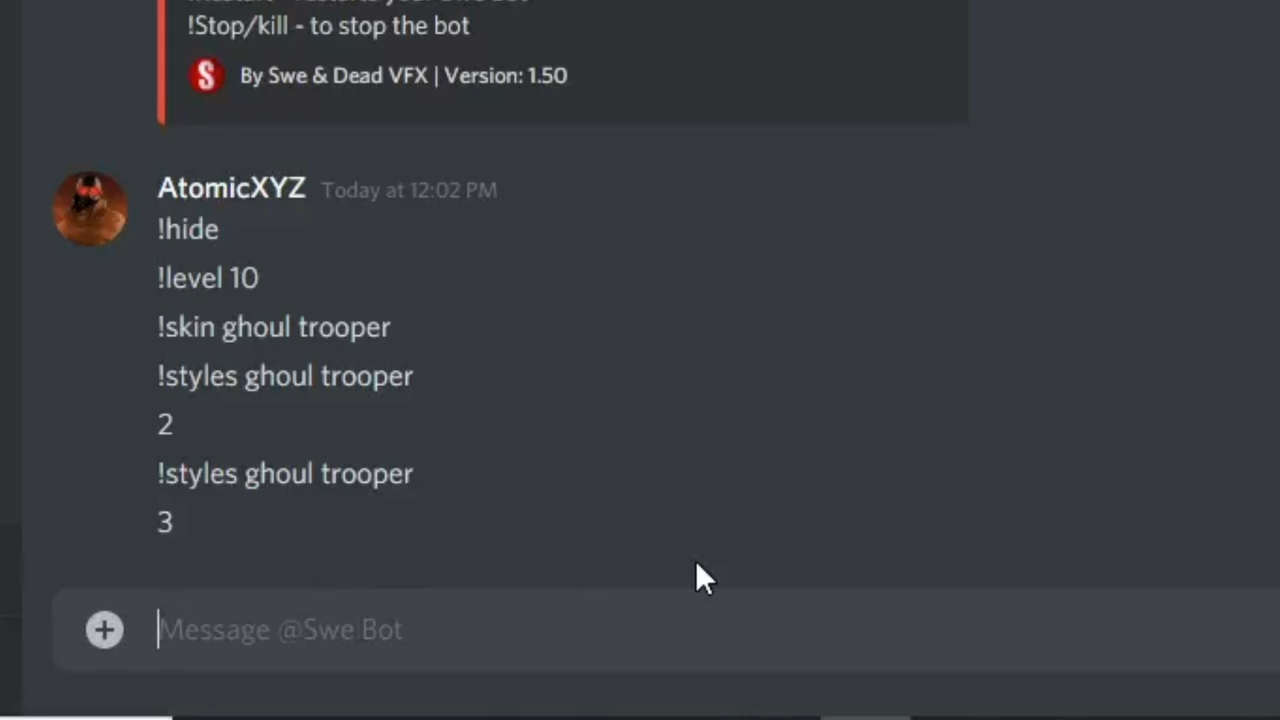 !Stop/kill - to stop the bot
S By Swe & Dead VFX | Version: 1.50
AtomicXYZ Today at 12:02 PM
!hide
!level 10
!skin ghoul trooper
!styles ghoul trooper
2
!styles ghoul trooper
3
Message @Swe Bot